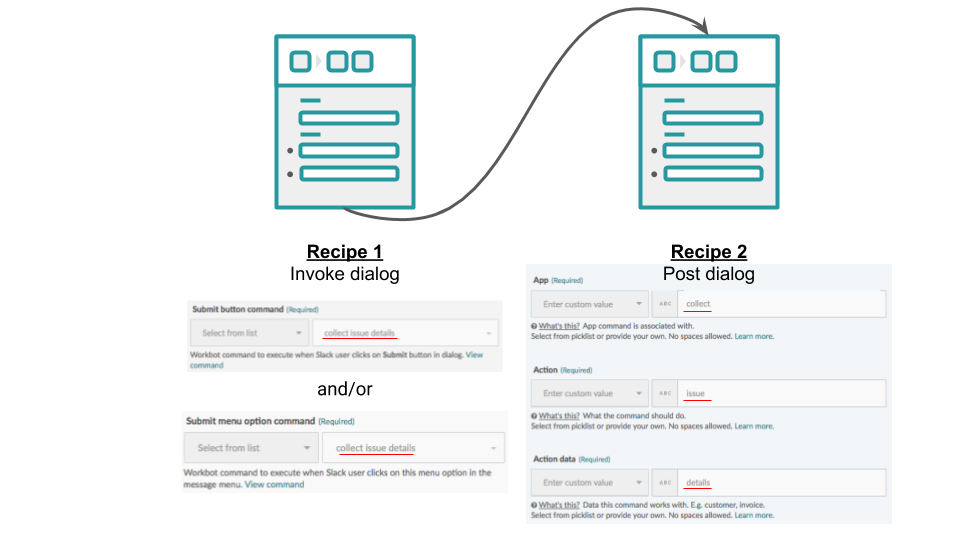 Recipe 1
Invoke dialog
Submit button command (Required)
Select from list
collect issue details
Workbot command to execute when Slack user clicks on Submit button in dialog. View
command
and/or
Submit menu option command (Required)
Select from list
collect issue details
Workbot command to execute when Slack user clicks on this menu option in the
message menu. View command
Recipe 2
Post dialog
App (Required)
Enter custom value
ABC
collect
What's this? App command is associated with.
Select from picklist or provide your own. No spaces allowed. Learn more.
Action (Required)
Enter custom value
ABC
issue
What's this? What the command should do.
Select from picklist or provide your own. No spaces allowed. Learn more.
Action data (Required)
Enter custom value
ABC
details
What's this? Data this command works with. E.g. customer, invoice.
Select from picklist or provide your own. No spaces allowed. Learn more.